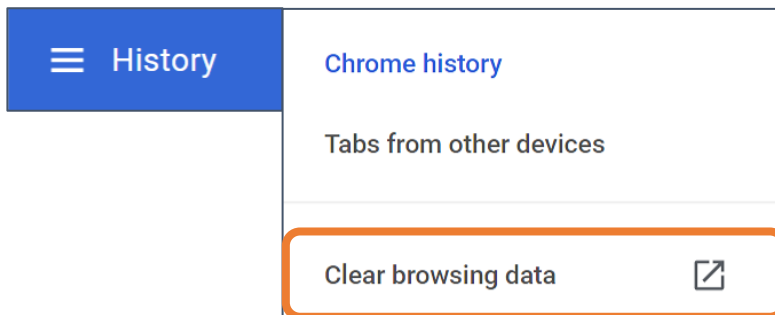 History
Chrome history
Tabs from other devices
Clear browsing data